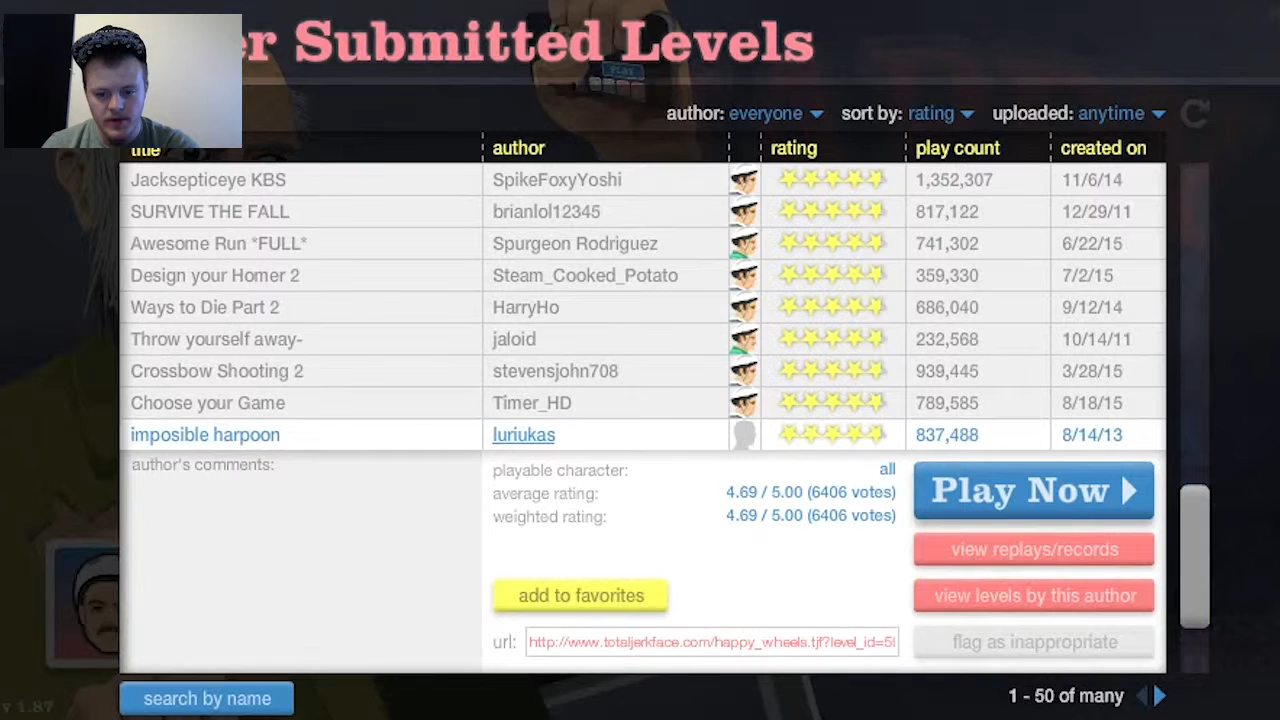 er Submitted Levels
PLAY
author: everyone sort by: rating uploaded: anytime
title author rating play count created on
Jacksepticeye KBS SpikeFoxyYoshi 1,352,307 11/6/14
SURVIVE THE FALL brianlol12345 817,122 12/29/11
Awesome Run *FULL* Spurgeon Rodriguez 741,302 6/22/15
Design your Homer 2 Steam_Cooked_Potato 359,330 7/2/15
Ways to Die Part 2 HarryHo 686,040 9/12/14
Throw yourself away- jaloid 232,568 10/14/11
Crossbow Shooting 2 stevensjohn708 939,445 3/28/15
Choose your Game Timer_HD 789,585 8/18/15
imposible harpoon luriukas 837,488 8/14/13
author's comments:
playable character: all
average rating: 4.69 / 5.00 (6406 votes)
weighted rating: 4.69 / 5.00 (6406 votes)
Play Now
view replays/records
add to favorites
view levels by this author
url: http://www.totaljerkface.com/happy_wheels.tjf?level_id=5
flag as inappropriate
search by name
1 - 50 of many
v 1.87